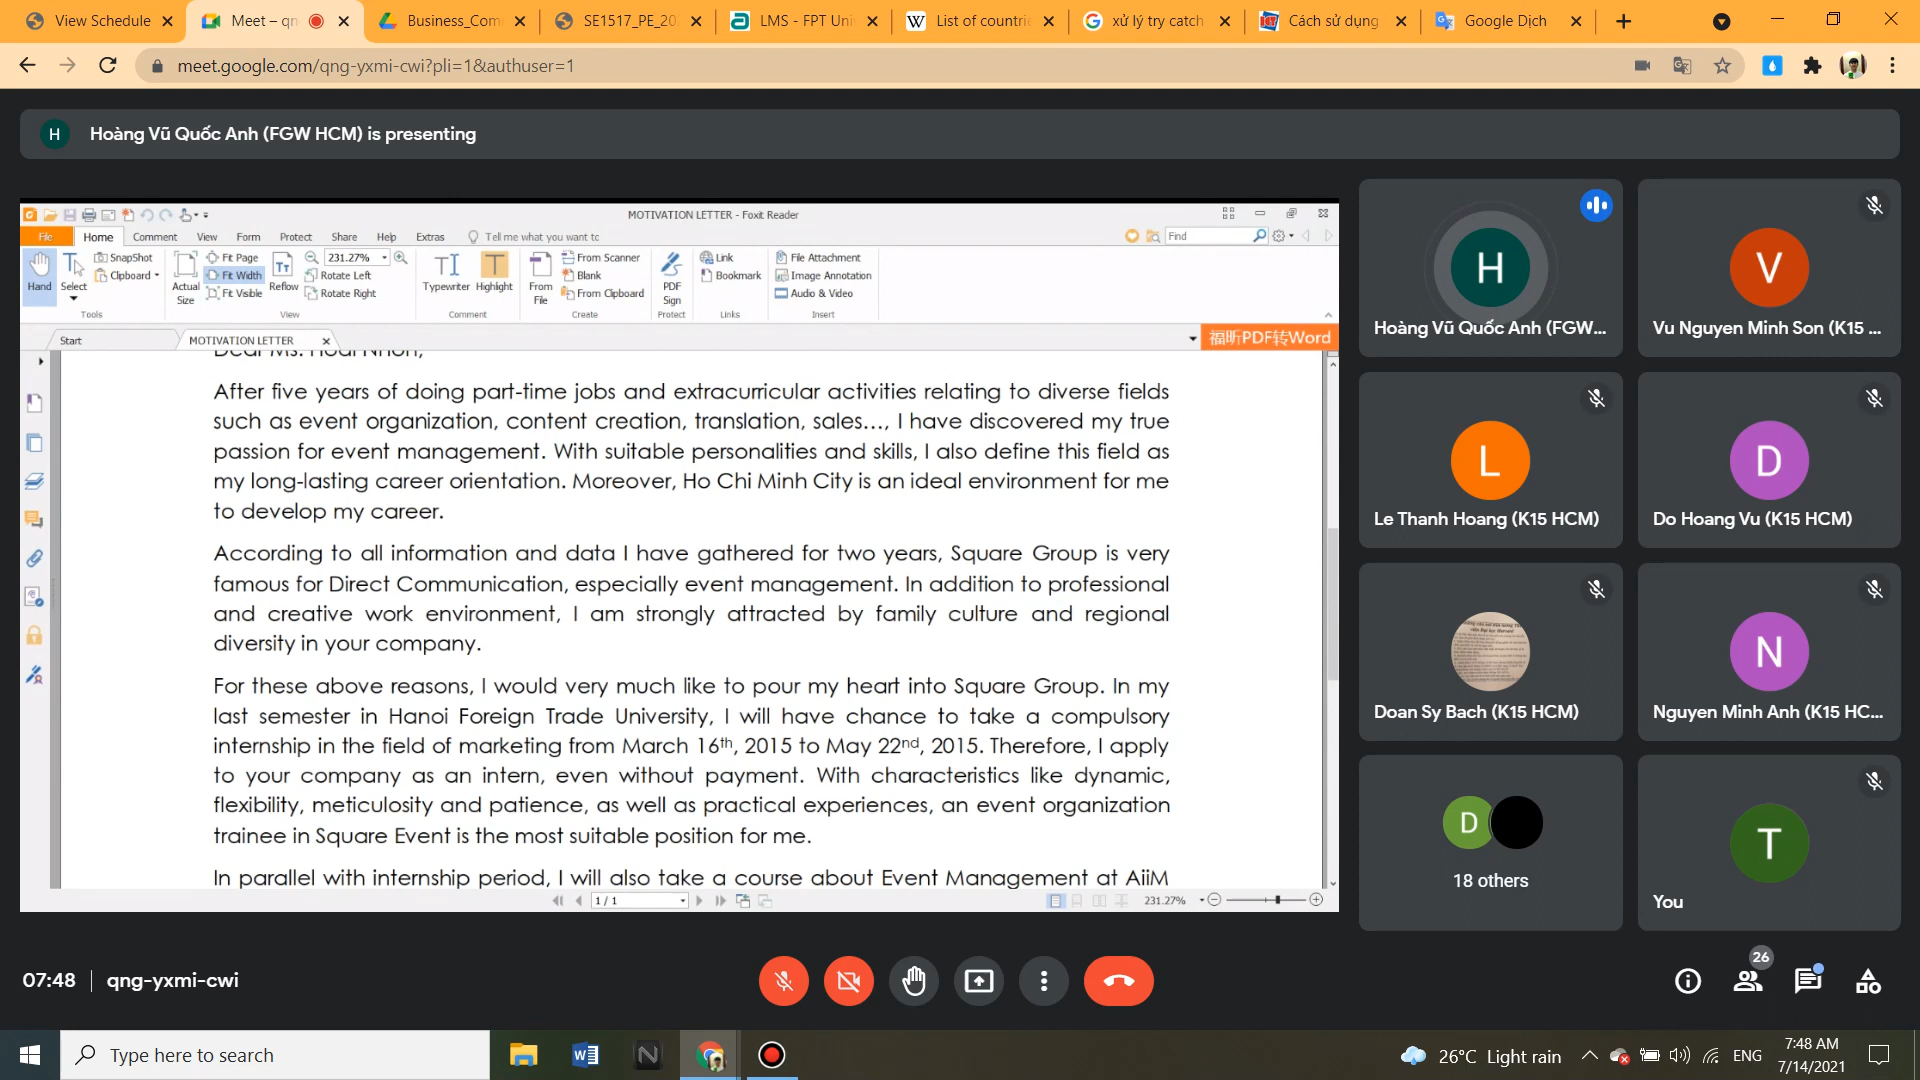 View Schedule
Meet – qn
Business_Com
SE1517_PE_20
LMS - FPT Uni
List of countrie
xử lý try catch
Cách sử dụng
Google Dịch
meet.google.com/qng-yxmi-cwi?pli=1&authuser=1
H
Hoàng Vũ Quốc Anh (FGW HCM) is presenting
MOTIVATION LETTER - Foxit Reader
File Home Comment View Form Protect Share Help Extras Tell me what you want to Find
Hand
Select
SnapShot
Clipboard
Tools
Actual Size
Fit Page
Fit Width
Fit Visible
Reflow
231.27%
Rotate Left
Rotate Right
View
Typewriter
Highlight
Comment
From File
From Scanner
Blank
From Clipboard
Create
PDF Sign
Protect
Link
Bookmark
Links
File Attachment
Image Annotation
Audio & Video
Insert
Start
MOTIVATION LETTER
福昕PDF转Word
Dear Ms. Hoai Nhon,
After five years of doing part-time jobs and extracurricular activities relating to diverse fields
such as event organization, content creation, translation, sales…, I have discovered my true
passion for event management. With suitable personalities and skills, I also define this field as
my long-lasting career orientation. Moreover, Ho Chi Minh City is an ideal environment for me
to develop my career.
According to all information and data I have gathered for two years, Square Group is very
famous for Direct Communication, especially event management. In addition to professional
and creative work environment, I am strongly attracted by family culture and regional
diversity in your company.
For these above reasons, I would very much like to pour my heart into Square Group. In my
last semester in Hanoi Foreign Trade University, I will have chance to take a compulsory
internship in the field of marketing from March 16th, 2015 to May 22nd, 2015. Therefore, I apply
to your company as an intern, even without payment. With characteristics like dynamic,
flexibility, meticulosity and patience, as well as practical experiences, an event organization
trainee in Square Event is the most suitable position for me.
In parallel with internship period, I will also take a course about Event Management at AiiM
1 / 1
231.27%
H
Hoàng Vũ Quốc Anh (FGW...
V
Vu Nguyen Minh Son (K15 ...
L
Le Thanh Hoang (K15 HCM)
D
Do Hoang Vu (K15 HCM)
Doan Sy Bach (K15 HCM)
N
Nguyen Minh Anh (K15 HC...
D
18 others
T
You
07:48 qng-yxmi-cwi
26
Type here to search
26°C Light rain
ENG
7:48 AM
7/14/2021